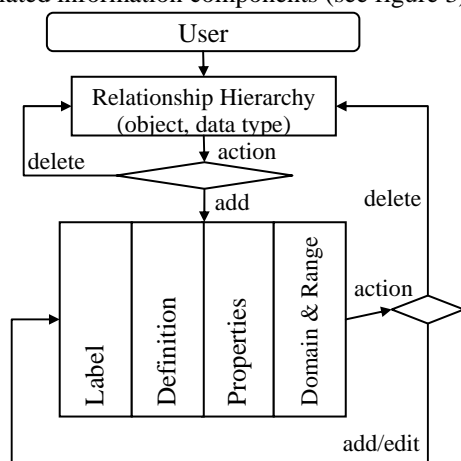 lated information components (see figure 3,
User
Relationship Hierarchy
(object, data type)
action
delete
add
delete
action
Label
Definition
Properties
Domain & Range
add/edit